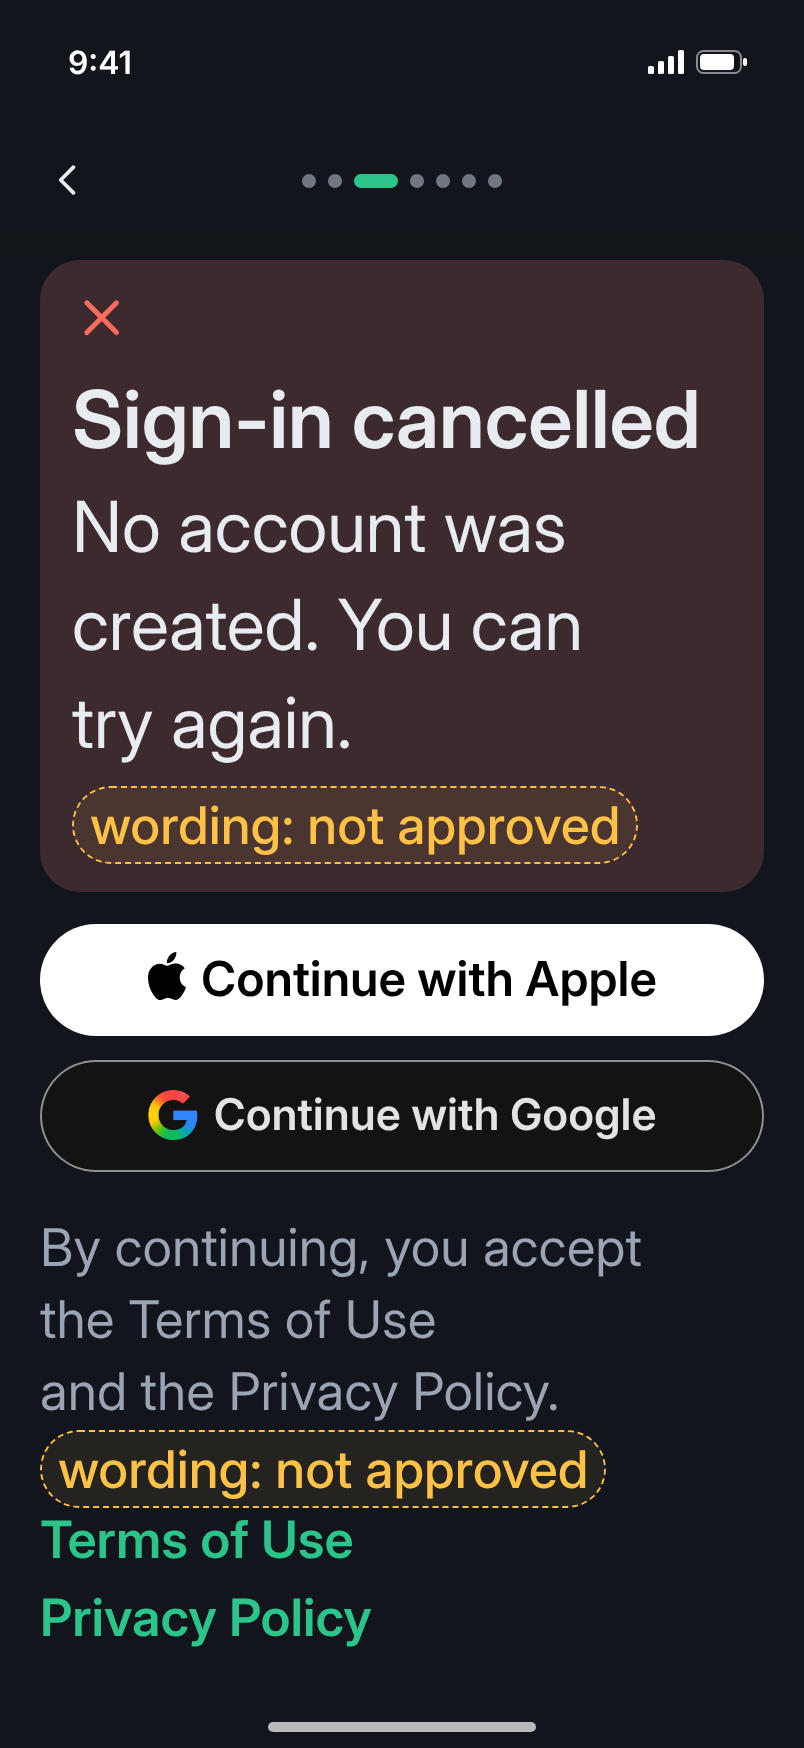 9:41
Sign-in cancelled
No account was
created. You can
try again.
wording: not approved
Continue with Apple
Continue with Google
By continuing, you accept
the Terms of Use
and the Privacy Policy.
wording: not approved
Terms of Use
Privacy Policy